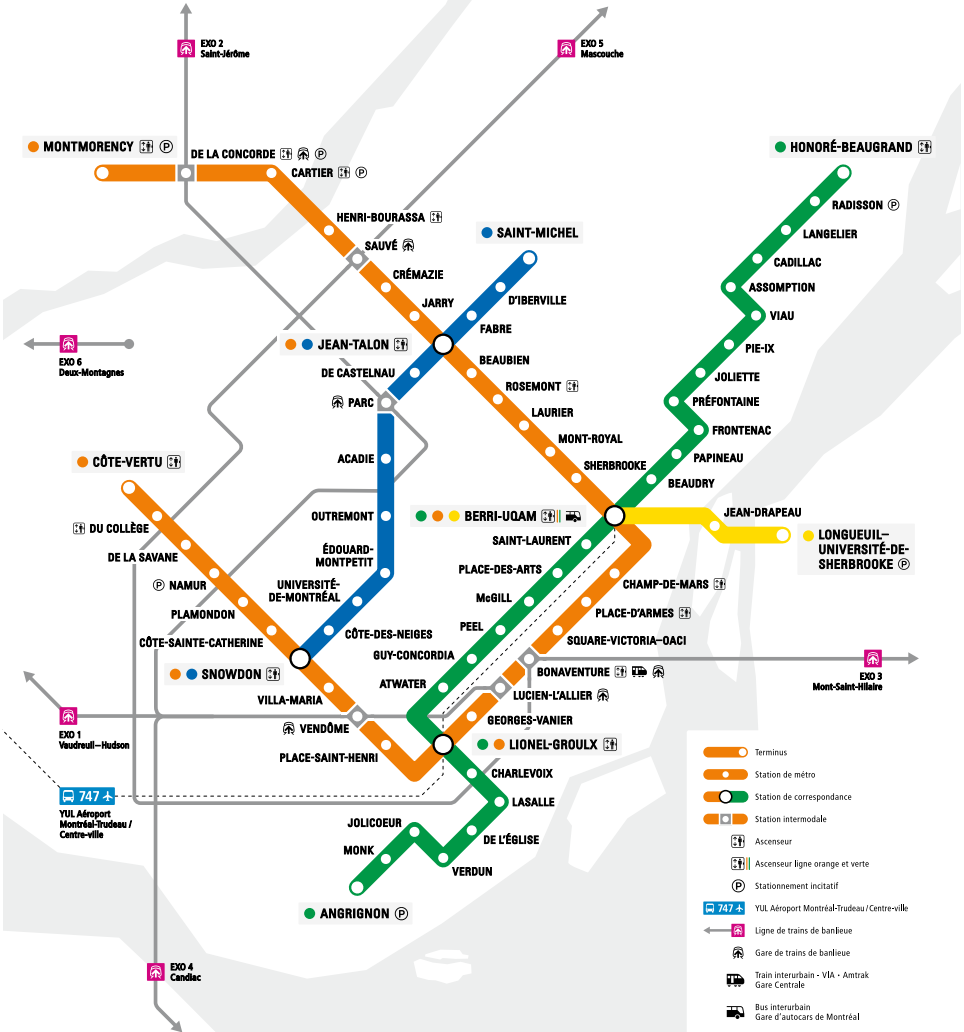 EXO 2
Saint-Jérôme
EXO 5
Mascouche
MONTMORENCY P
DE LA CONCORDE P
CARTIER P
HONORÉ-BEAUGRAND
RADISSON P
HENRI-BOURASSA
LANGELIER
SAINT-MICHEL
SAUVÉ
CADILLAC
CRÉMAZIE
D'IBERVILLE
ASSOMPTION
JARRY
FABRE
VIAU
JEAN-TALON
PIE-IX
EXO 6
Deux-Montagnes
BEAUBIEN
DE CASTELNAU
JOLIETTE
ROSEMONT
PARC
PRÉFONTAINE
LAURIER
FRONTENAC
MONT-ROYAL
ACADIE
PAPINEAU
CÔTE-VERTU
SHERBROOKE
BEAUDRY
JEAN-DRAPEAU
OUTREMONT
BERRI-UQAM
DU COLLÈGE
SAINT-LAURENT
LONGUEUIL–
UNIVERSITÉ-DE-
SHERBROOKE P
DE LA SAVANE
ÉDOUARD-
MONTPETIT
PLACE-DES-ARTS
P NAMUR
UNIVERSITÉ-
DE-MONTRÉAL
CHAMP-DE-MARS
McGILL
PLAMONDON
PLACE-D'ARMES
PEEL
CÔTE-SAINTE-CATHERINE
CÔTE-DES-NEIGES
SQUARE-VICTORIA–OACI
GUY-CONCORDIA
SNOWDON
BONAVENTURE
EXO 3
Mont-Saint-Hilaire
ATWATER
VILLA-MARIA
LUCIEN-L'ALLIER
GEORGES-VANIER
VENDÔME
EXO 1
Vaudreuil–Hudson
LIONEL-GROULX
PLACE-SAINT-HENRI
CHARLEVOIX
747
YUL Aéroport
Montréal-Trudeau /
Centre-ville
LASALLE
JOLICOEUR
DE L'ÉGLISE
MONK
VERDUN
ANGRIGNON P
EXO 4
Candiac
Terminus
Station de métro
Station de correspondance
Station intermodale
Ascenseur
Ascenseur ligne orange et verte
P Stationnement incitatif
747 YUL Aéroport Montréal-Trudeau / Centre-ville
Ligne de trains de banlieue
Gare de trains de banlieue
Train interurbain - VIA - Amtrak
Gare Centrale
Bus interurbain
Gare d'autocars de Montréal